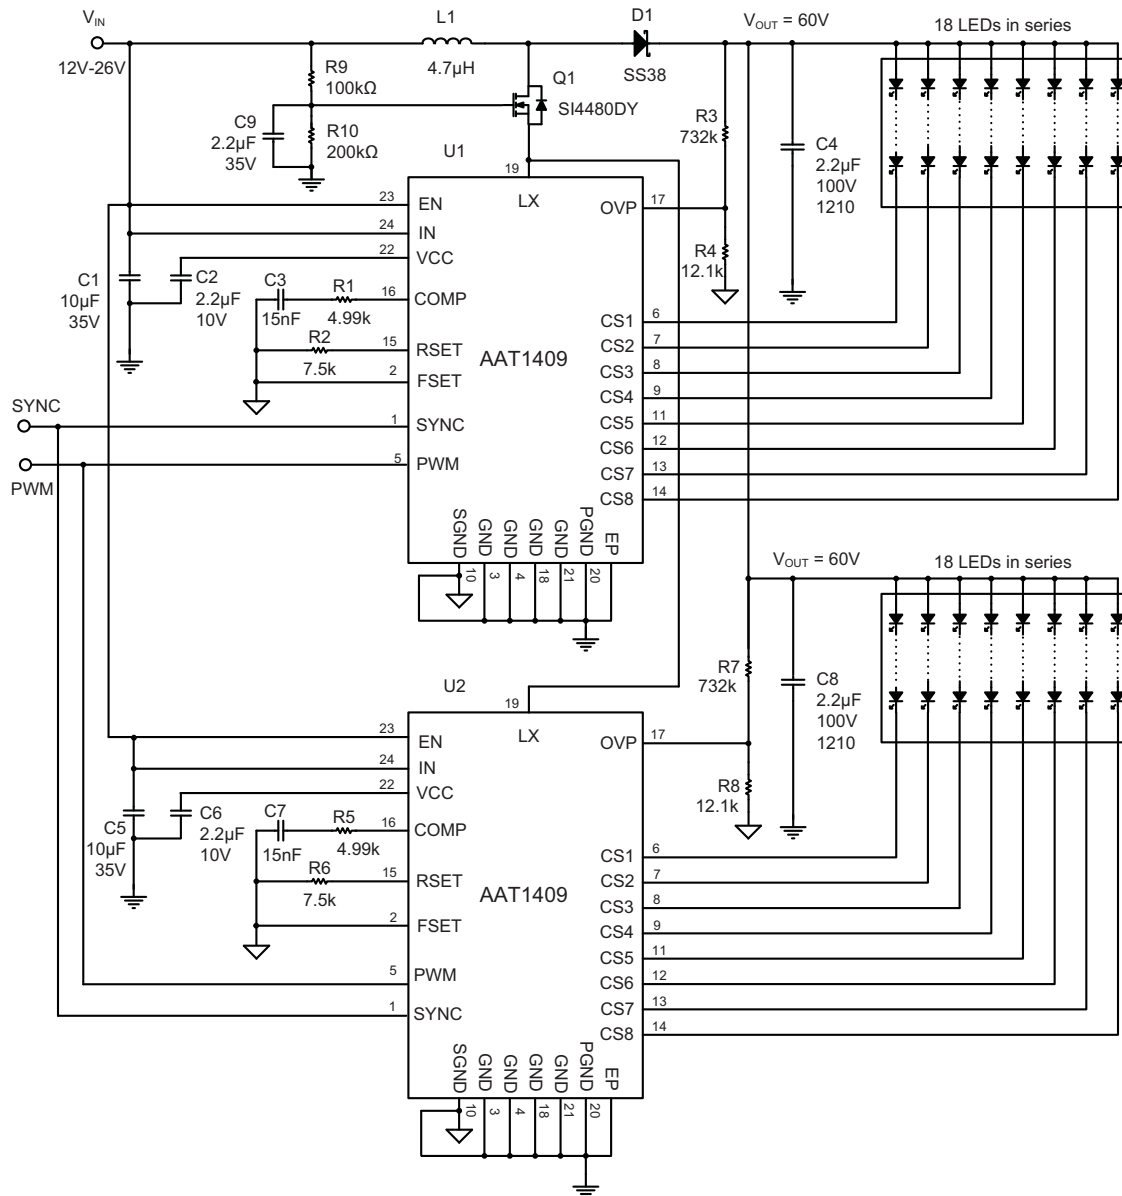 VIN
12V-26V
L1
4.7µH
D1
SS38
VOUT = 60V
18 LEDs in series
R9
100kΩ
R10
200kΩ
C9
2.2µF
35V
Q1
SI4480DY
R3
732k
C4
2.2µF
100V
1210
U1
19
LX
23
EN
24
IN
22
VCC
16
COMP
15
RSET
2
FSET
1
SYNC
5
PWM
17
OVP
R4
12.1k
C1
10µF
35V
C2
2.2µF
10V
C3
15nF
R1
4.99k
R2
7.5k
AAT1409
CS1
6
CS2
7
CS3
8
CS4
9
CS5
11
CS6
12
CS7
13
CS8
14
SYNC
PWM
SGND
GND
GND
GND
GND
PGND
EP
10
3
4
18
21
20
VOUT = 60V
18 LEDs in series
R7
732k
C8
2.2µF
100V
1210
U2
19
LX
23
EN
24
IN
22
VCC
16
COMP
15
RSET
2
FSET
5
PWM
1
SYNC
17
OVP
R8
12.1k
C5
10µF
35V
C6
2.2µF
10V
C7
15nF
R5
4.99k
R6
7.5k
AAT1409
CS1
6
CS2
7
CS3
8
CS4
9
CS5
11
CS6
12
CS7
13
CS8
14
SGND
GND
GND
GND
GND
PGND
EP
10
3
4
18
21
20